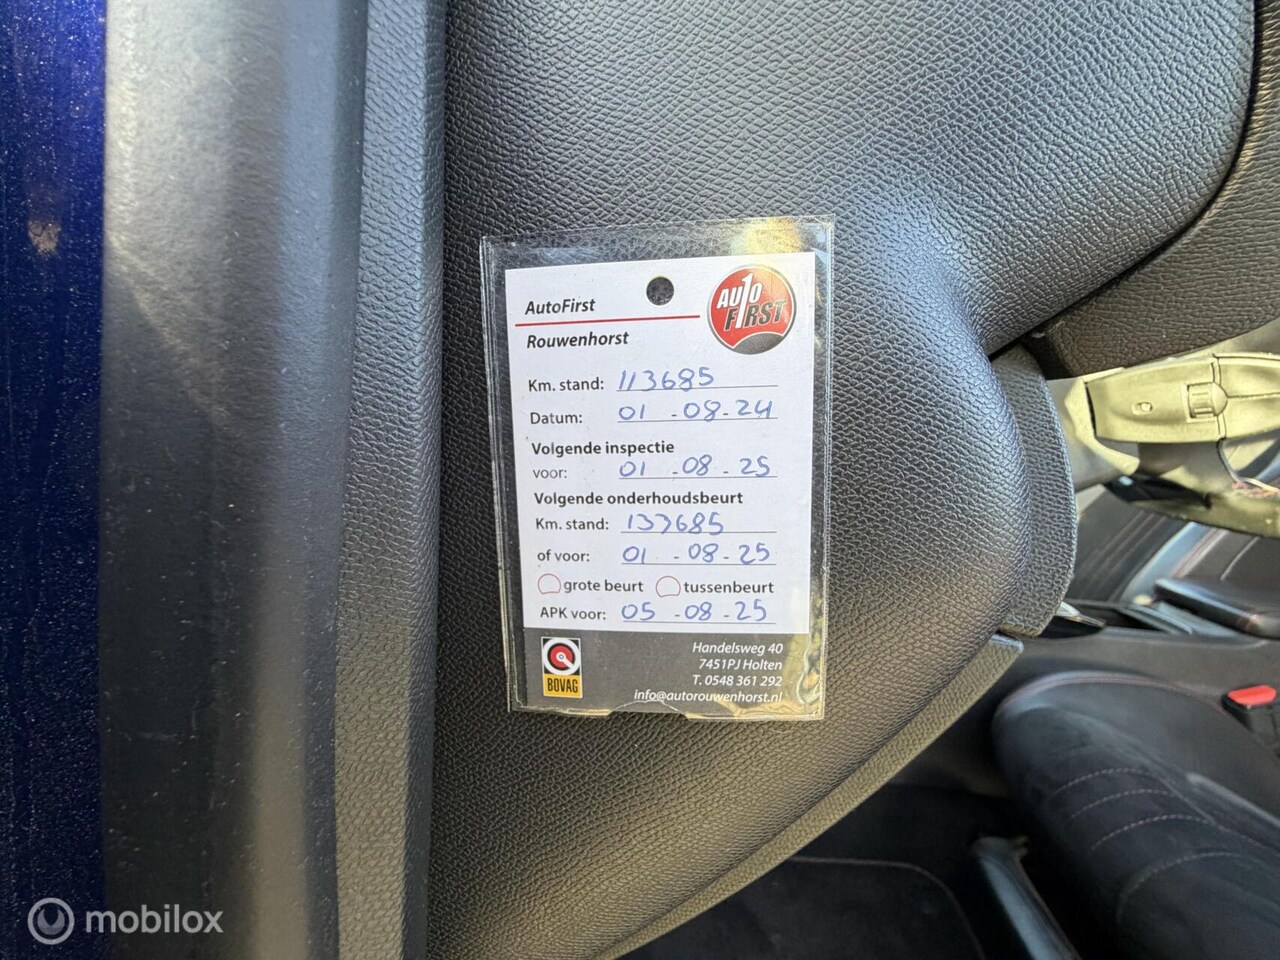 AutoFirst
AUTO FIRST
Rouwenhorst
Km. stand: 113685
Datum: 01 - 08 - 24
Volgende inspectie
voor: 01 - 08 - 25
Volgende onderhoudsbeurt
Km. stand: 133685
of voor: 01 - 08 - 25
grote beurt tussenbeurt
APK voor: 05 - 08 - 25
Handelsweg 40
7451PJ Holten
T. 0548 361 292
info@autorouwenhorst.nl
BOVAG
mobilox